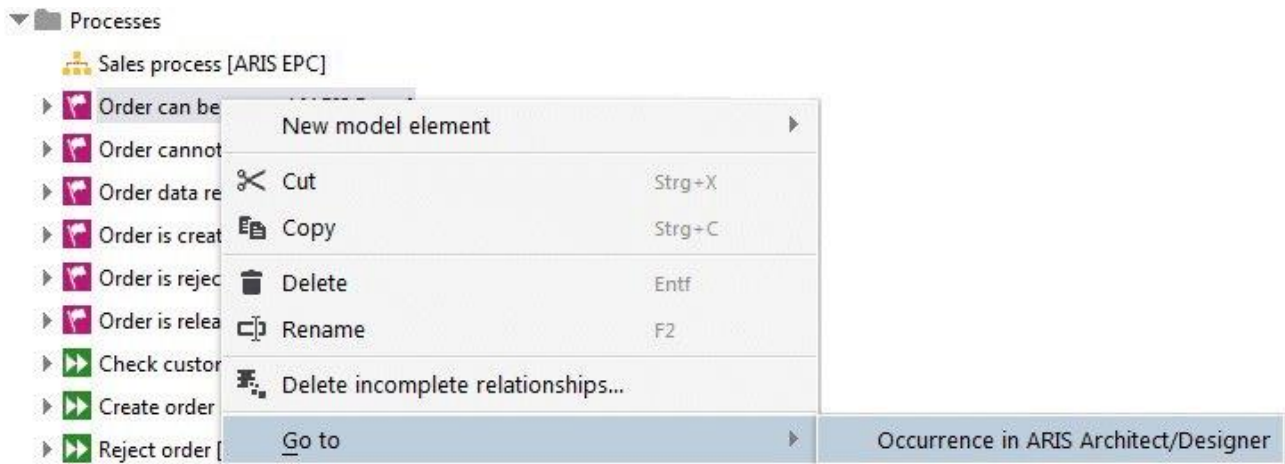 Processes
Sales process [ARIS EPC]
Order can be
New model element
Order cannot
Cut Strg+X
Order data re
Order is creat
Copy Strg+C
Order is rejec
Delete Entf
Order is relea
Rename F2
Check custor
Delete incomplete relationships...
Create order
Go to Occurrence in ARIS Architect/Designer
Reject order [